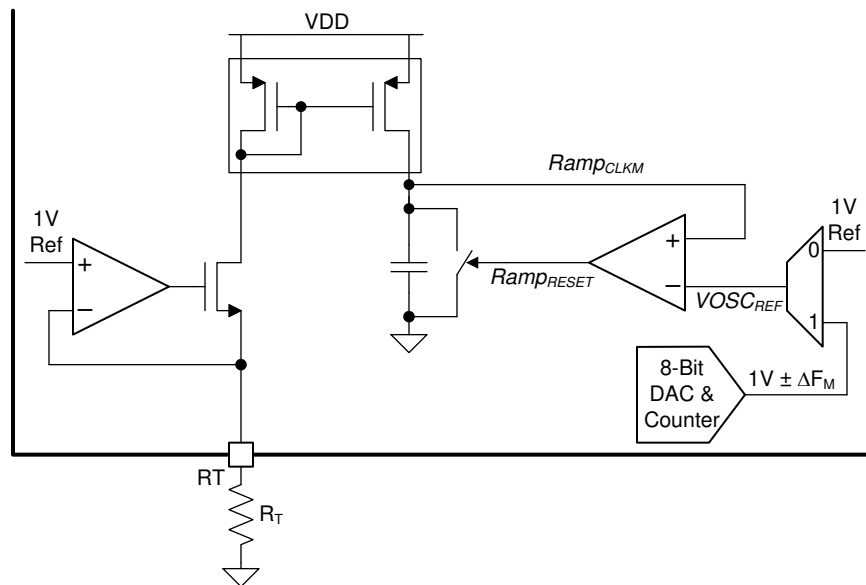 VDD
Ramp_CLKM
1V
Ref
+
−
+
−
Ramp_RESET
VOSC_REF
0
1
1V
Ref
8-Bit
DAC &
Counter
1V ± ΔF_M
RT
R_T